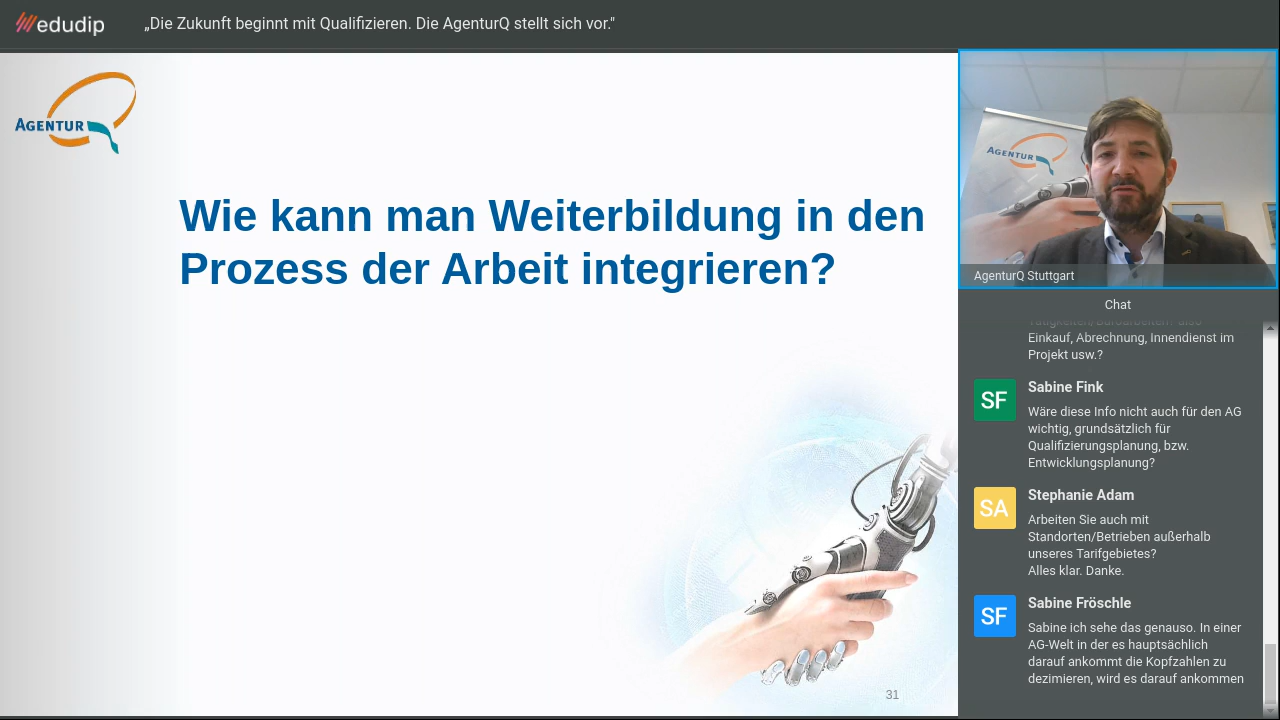 edudip
„Die Zukunft beginnt mit Qualifizieren. Die AgenturQ stellt sich vor."
AGENTUR
Wie kann man Weiterbildung in den
Prozess der Arbeit integrieren?
31
AGENTUR
AgenturQ Stuttgart
Chat
Einkauf, Abrechnung, Innendienst im
Projekt usw.?
SF
Sabine Fink
Wäre diese Info nicht auch für den AG
wichtig, grundsätzlich für
Qualifizierungsplanung, bzw.
Entwicklungsplanung?
SA
Stephanie Adam
Arbeiten Sie auch mit
Standorten/Betrieben außerhalb
unseres Tarifgebietes?
Alles klar. Danke.
SF
Sabine Fröschle
Sabine ich sehe das genauso. In einer
AG-Welt in der es hauptsächlich
darauf ankommt die Kopfzahlen zu
dezimieren, wird es darauf ankommen